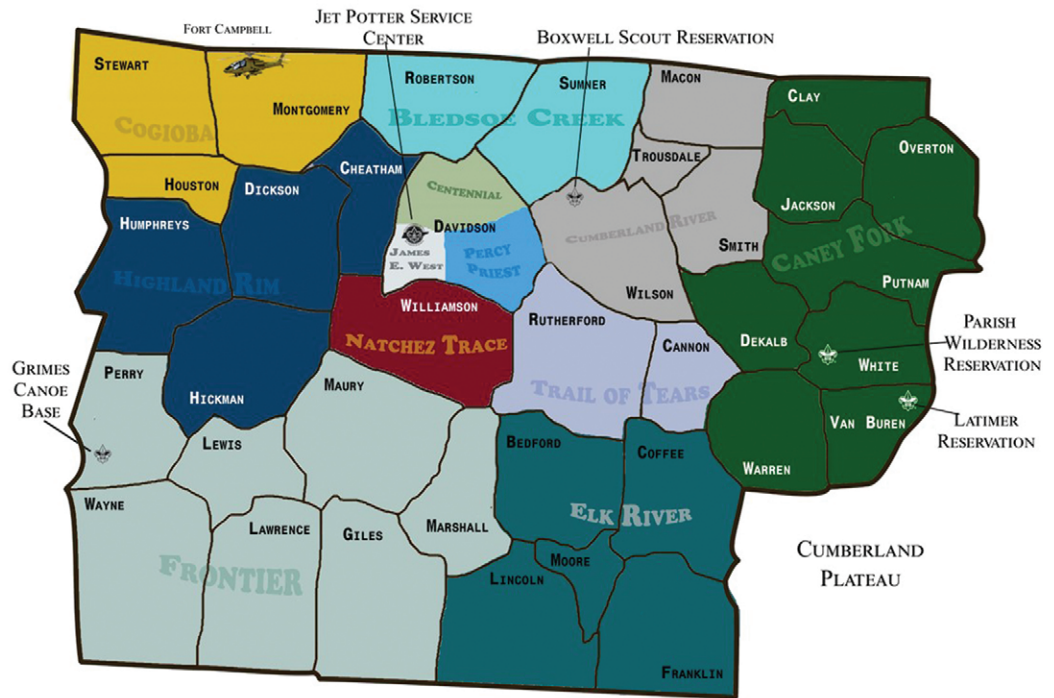 Fort Campbell
Jet Potter Service
Center
Boxwell Scout Reservation
Stewart
Montgomery
Cogioba
Houston
Robertson
Sumner
Bledsoe Creek
Macon
Trousdale
Clay
Overton
Jackson
Smith
Cumberland River
Wilson
Caney Fork
Putnam
Cheatham
Dickson
Humphreys
Highland Rim
Hickman
Centennial
Davidson
James
E. West
Percy
Priest
Williamson
Natchez Trace
Rutherford
Cannon
Trail of Tears
Dekalb
White
Van Buren
Warren
Parish
Wilderness
Reservation
Latimer
Reservation
Grimes
Canoe
Base
Perry
Maury
Lewis
Wayne
Lawrence
Giles
Marshall
Frontier
Bedford
Coffee
Elk River
Moore
Lincoln
Franklin
Cumberland
Plateau